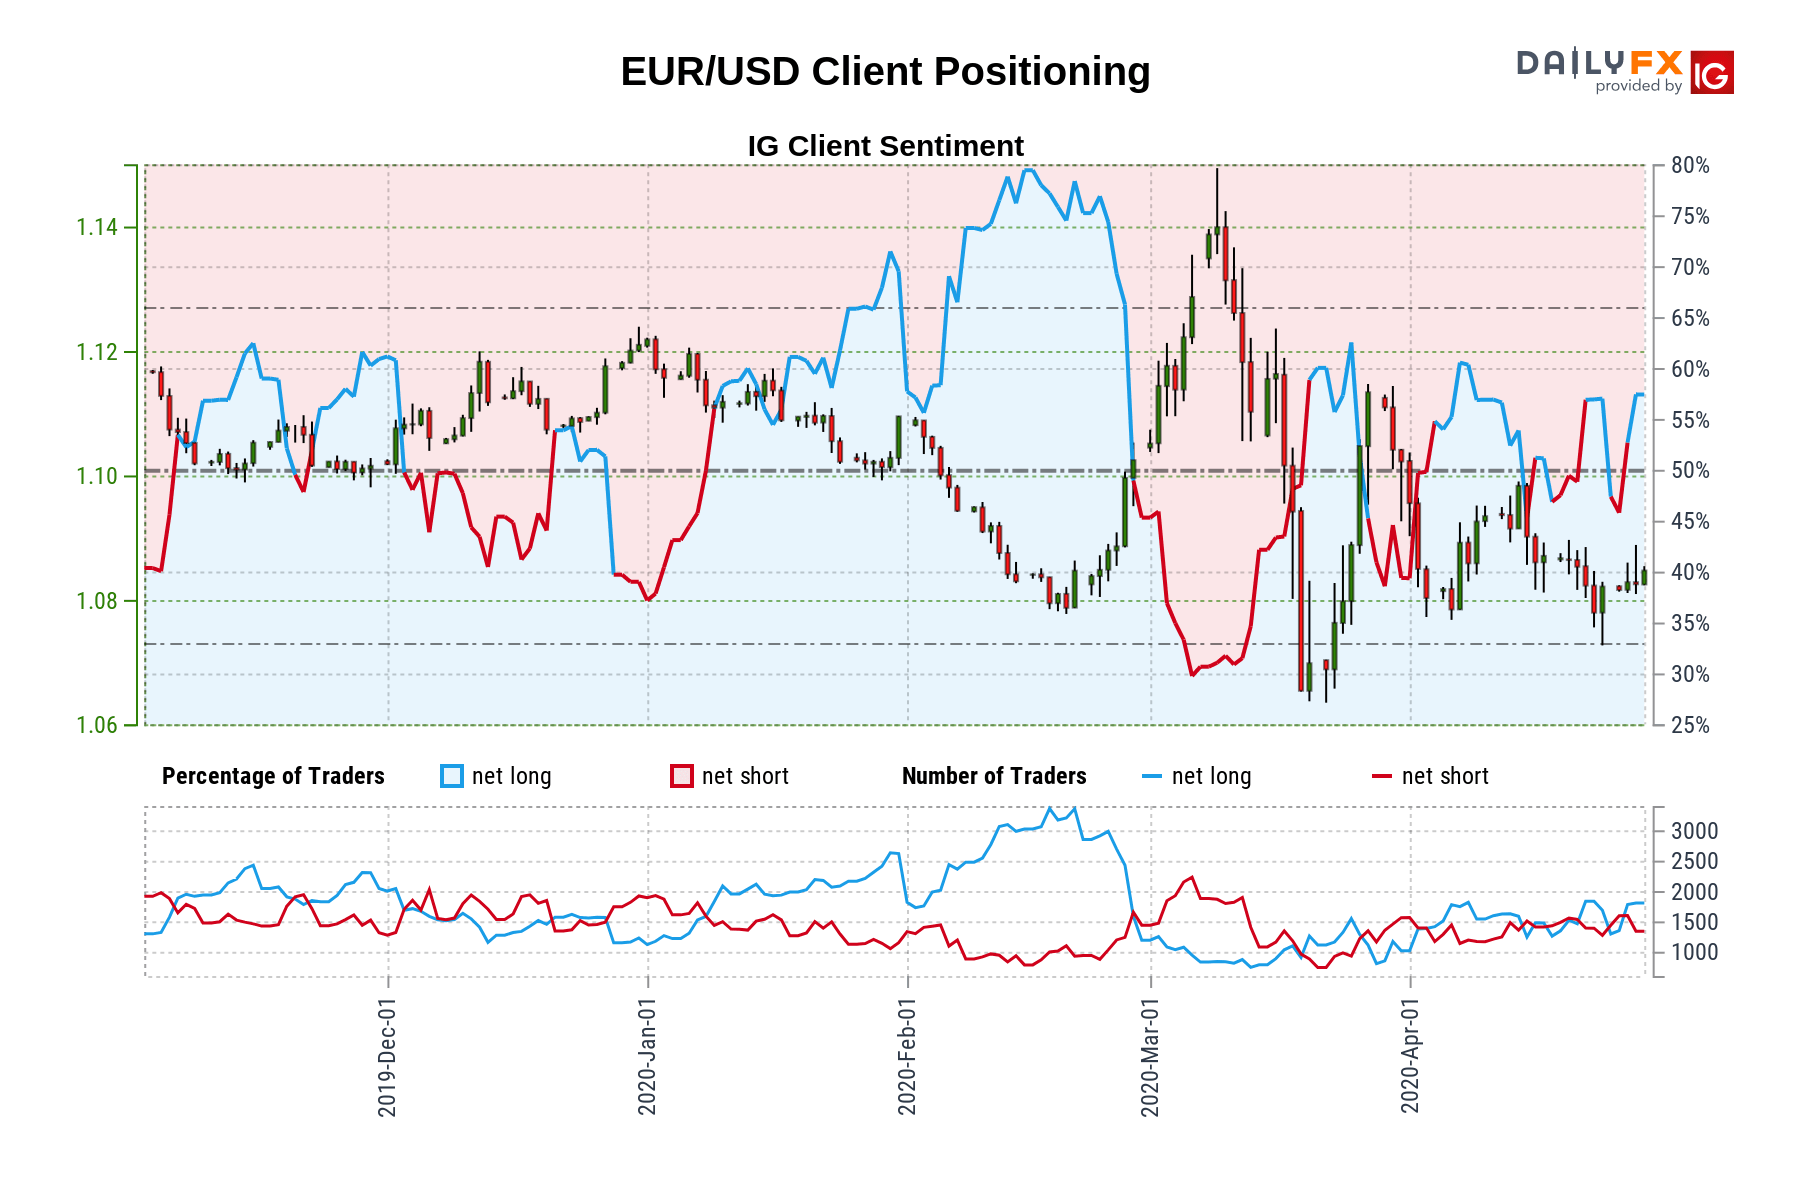 EUR/USD Client Positioning
DAILYFX
provided by
IG
IG Client Sentiment
1.14
1.12
1.10
1.08
1.06
80%
75%
70%
65%
60%
55%
50%
45%
40%
35%
30%
25%
Percentage of Traders net long net short Number of Traders net long net short
3000
2500
2000
1500
1000
2019-Dec-01
2020-Jan-01
2020-Feb-01
2020-Mar-01
2020-Apr-01